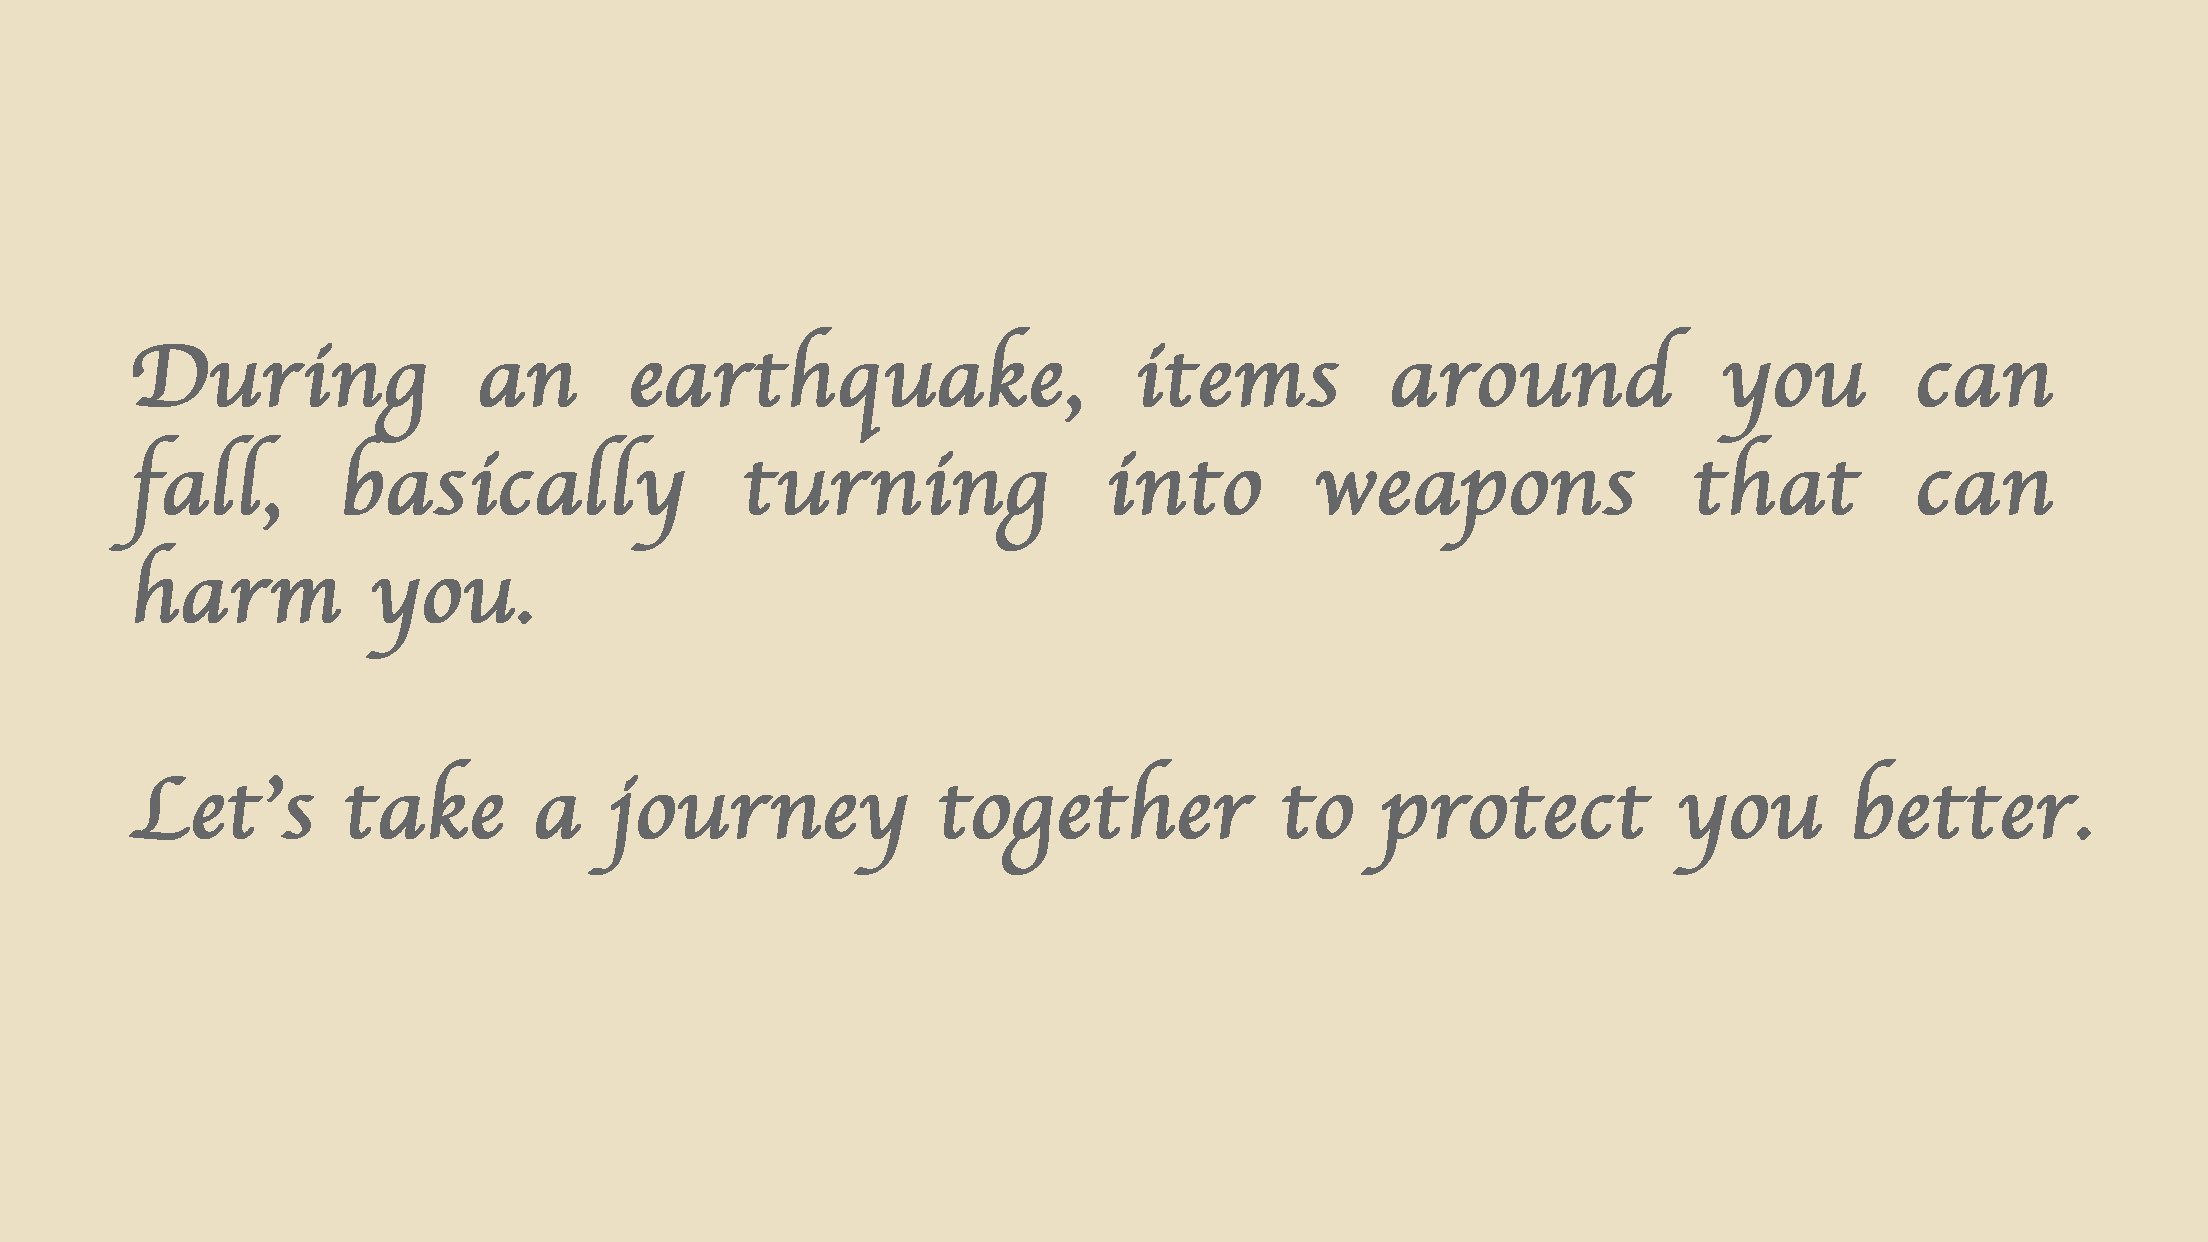 During an earthquake, items around you can
fall, basically turning into weapons that can
harm you.
Let's take a journey together to protect you better.